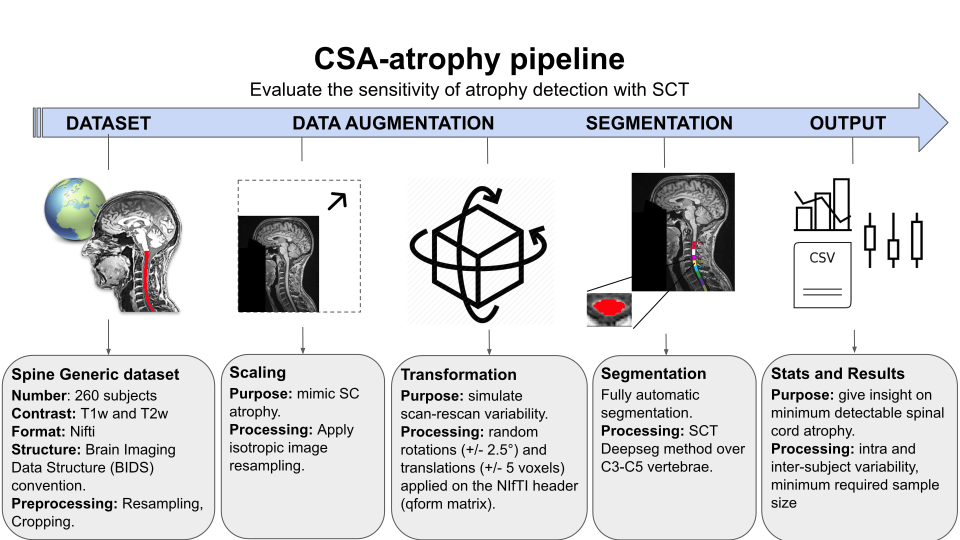 CSA-atrophy pipeline
Evaluate the sensitivity of atrophy detection with SCT
DATASET
DATA AUGMENTATION
SEGMENTATION
OUTPUT
CSV
Spine Generic dataset
Number: 260 subjects
Contrast: T1w and T2w
Format: Nifti
Structure: Brain Imaging
Data Structure (BIDS)
convention.
Preprocessing: Resampling,
Cropping.
Scaling
Purpose: mimic SC
atrophy.
Processing: Apply
isotropic image
resampling.
Transformation
Purpose: simulate
scan-rescan variability.
Processing: random
rotations (+/- 2.5°) and
translations (+/- 5 voxels)
applied on the NIfTI header
(qform matrix).
Segmentation
Fully automatic
segmentation.
Processing: SCT
Deepseg method over
C3-C5 vertebrae.
Stats and Results
Purpose: give insight on
minimum detectable spinal
cord atrophy.
Processing: intra and
inter-subject variability,
minimum required sample
size